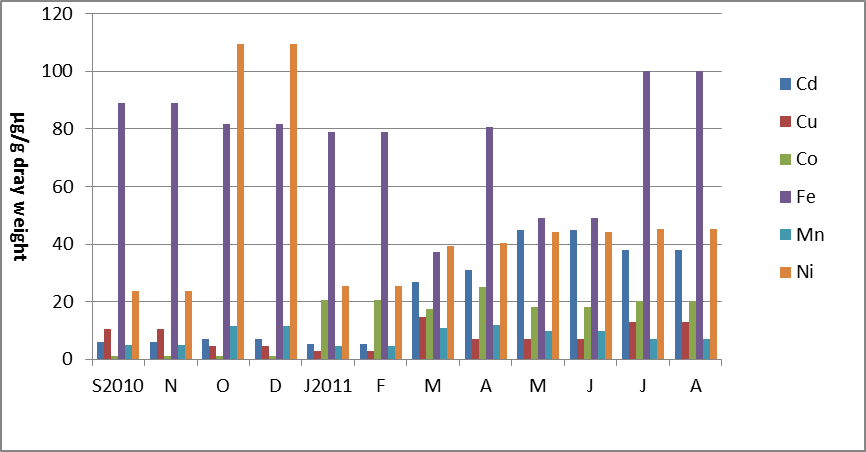 120
100
80
60
40
20
0
µg/g dray weight
S2010 N O D J2011 F M A M J J A
Cd
Cu
Co
Fe
Mn
Ni